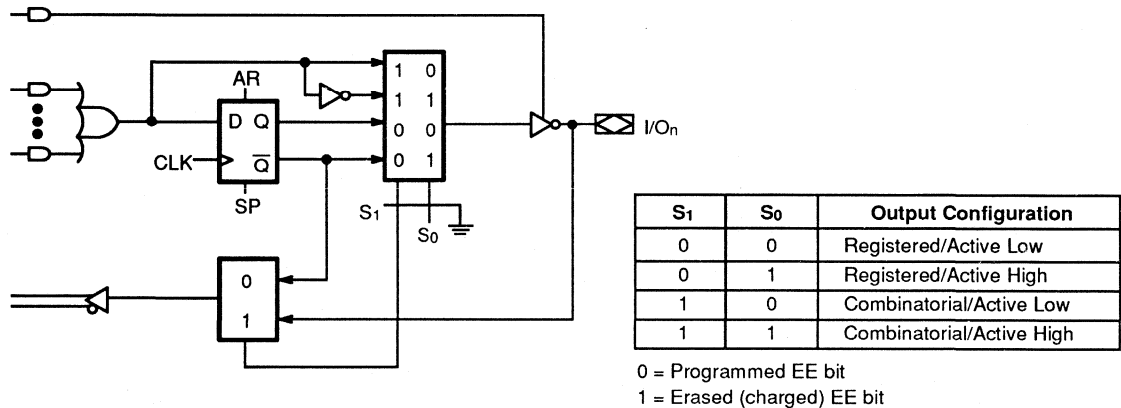 AR
1 0
1 1
D Q
0 0
I/On
CLK
Q
0 1
SP
S1
S0
0
1
S1 S0 Output Configuration
0 0 Registered/Active Low
0 1 Registered/Active High
1 0 Combinatorial/Active Low
1 1 Combinatorial/Active High
0 = Programmed EE bit
1 = Erased (charged) EE bit